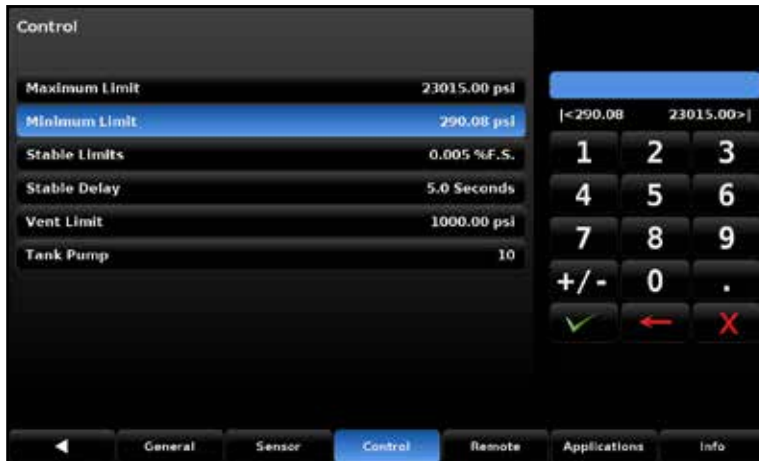 Control
Maximum Limit 23015.00 psi
Minimum Limit 290.08 psi
Stable Limits 0.005 %F.S.
Stable Delay 5.0 Seconds
Vent Limit 1000.00 psi
Tank Pump 10
|<290.08 23015.00>|
1 2 3
4 5 6
7 8 9
+/- 0 .
X
General Sensor Control Remote Applications Info